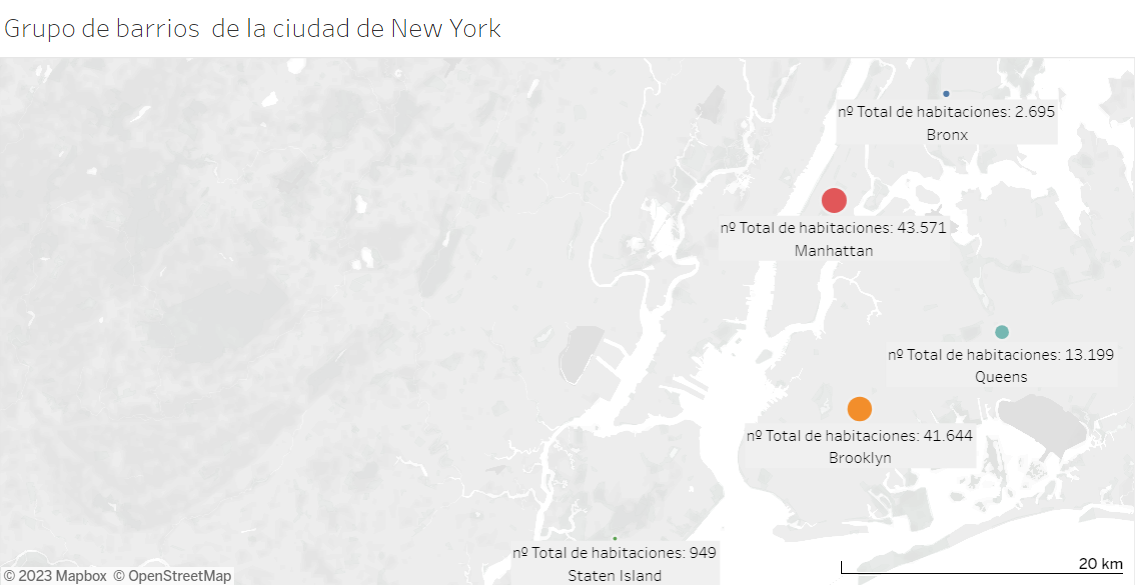 Grupo de barrios  de la ciudad de New York
nº Total de habitaciones: 2.695
Bronx
nº Total de habitaciones: 43.571
Manhattan
nº Total de habitaciones: 13.199
Queens
nº Total de habitaciones: 41.644
Brooklyn
nº Total de habitaciones: 949
Staten Island
20 km
© 2023 Mapbox © OpenStreetMap